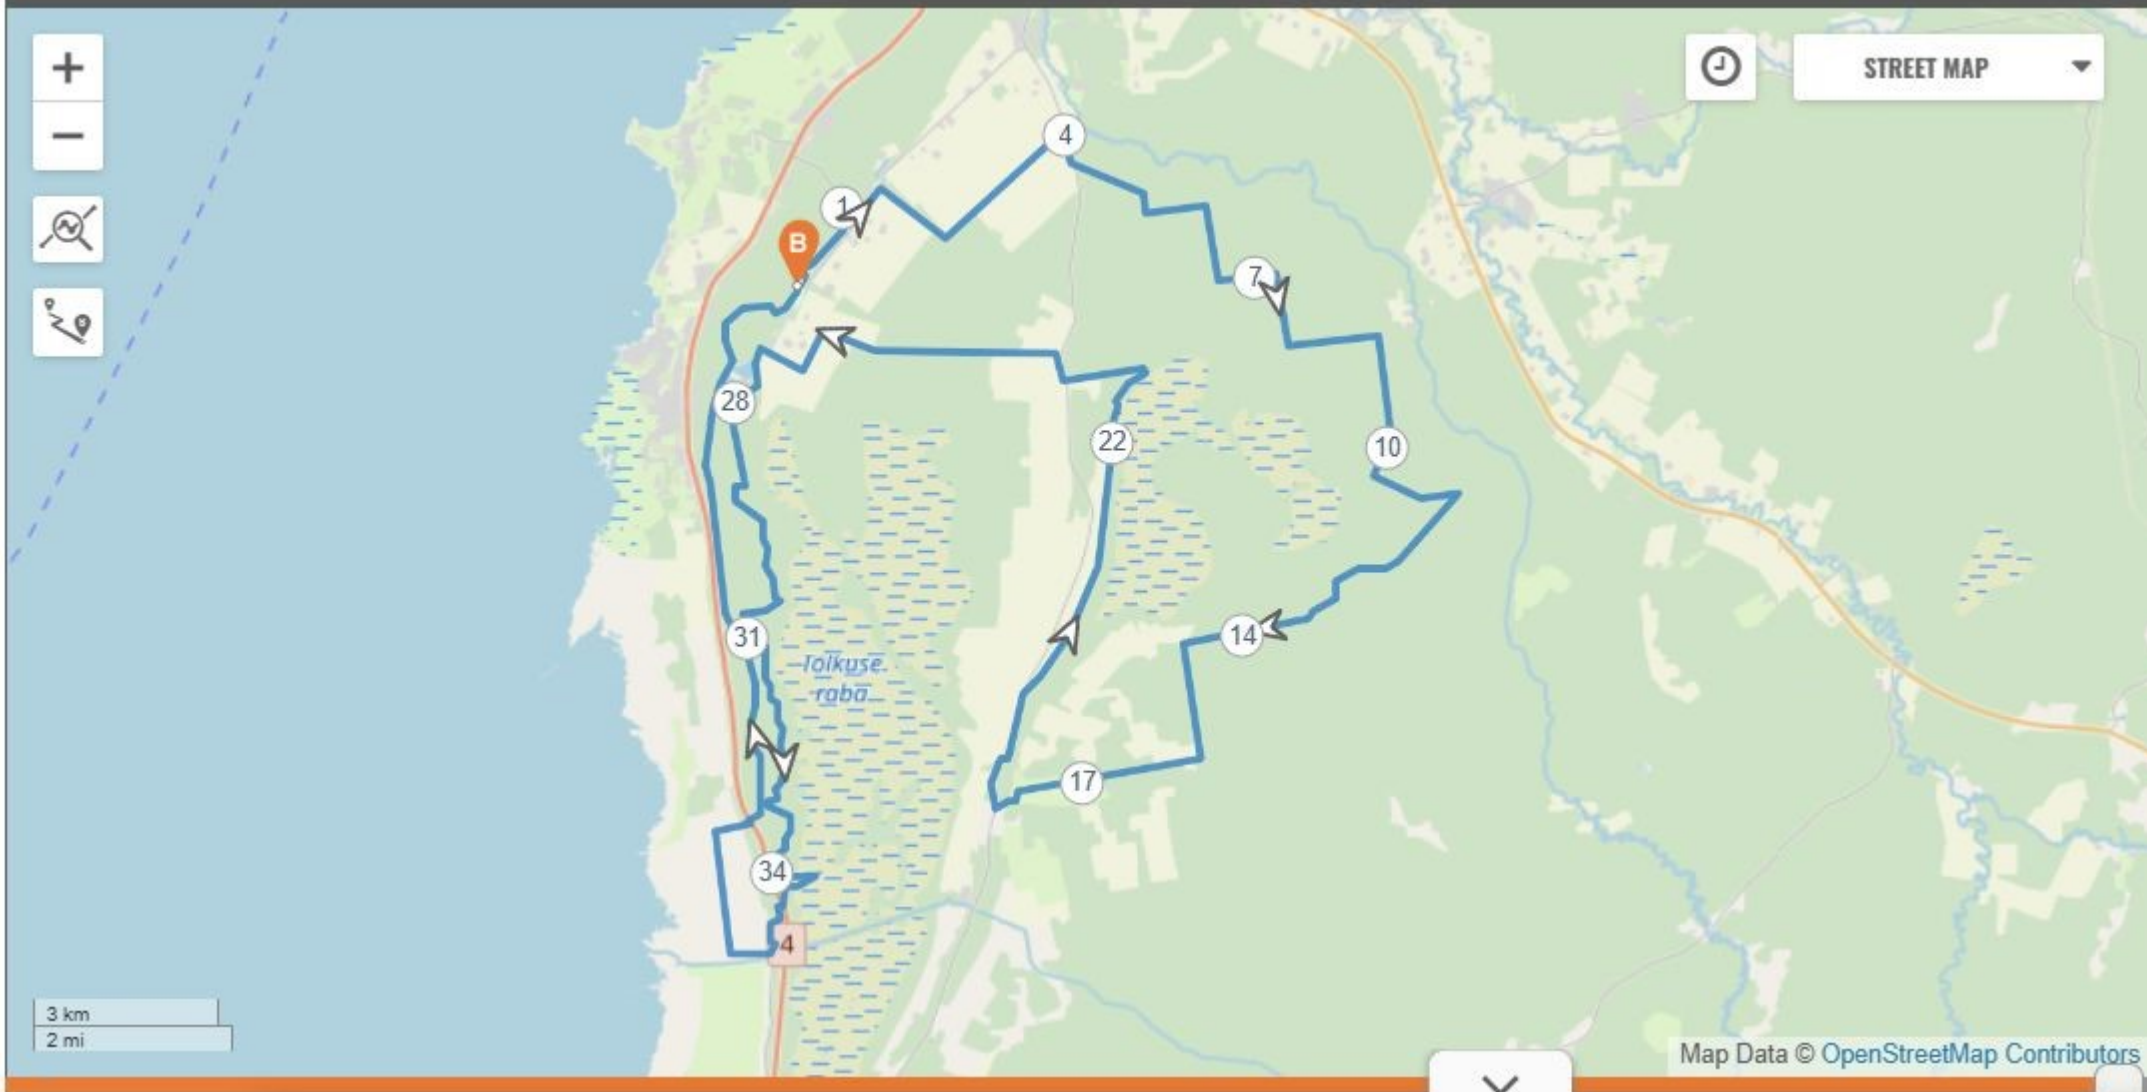 +
−
STREET MAP
4
1
B
7
28
22
10
31
14
Tolkuse
raba
17
34
4
3 km
2 mi
Map Data © OpenStreetMap Contributors